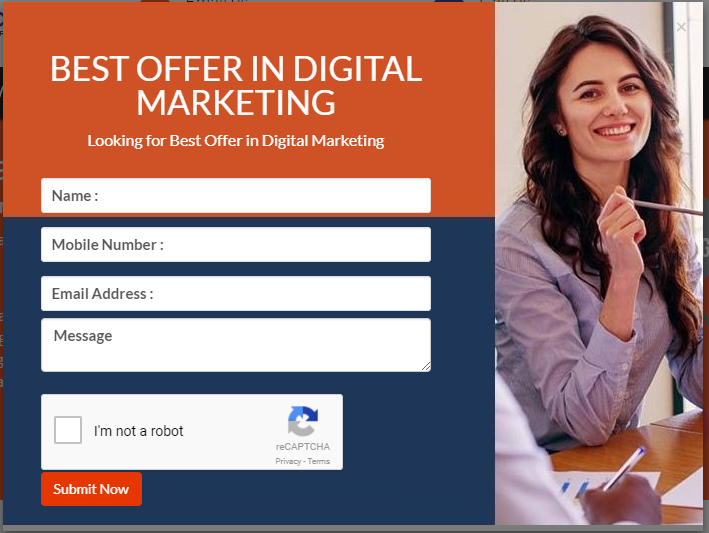 BEST OFFER IN DIGITAL
MARKETING
Looking for Best Offer in Digital Marketing
Name :
Mobile Number :
Email Address :
Message
I'm not a robot
reCAPTCHA
Privacy - Terms
Submit Now